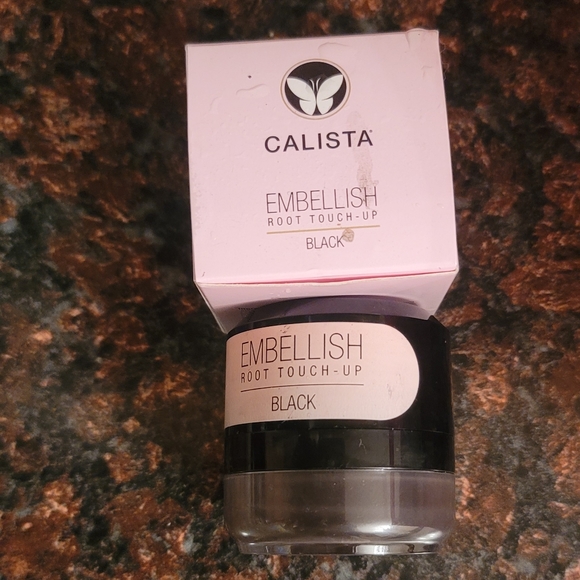 CALISTA
EMBELLISH
ROOT TOUCH-UP
BLACK
EMBELLISH
ROOT TOUCH-UP
BLACK